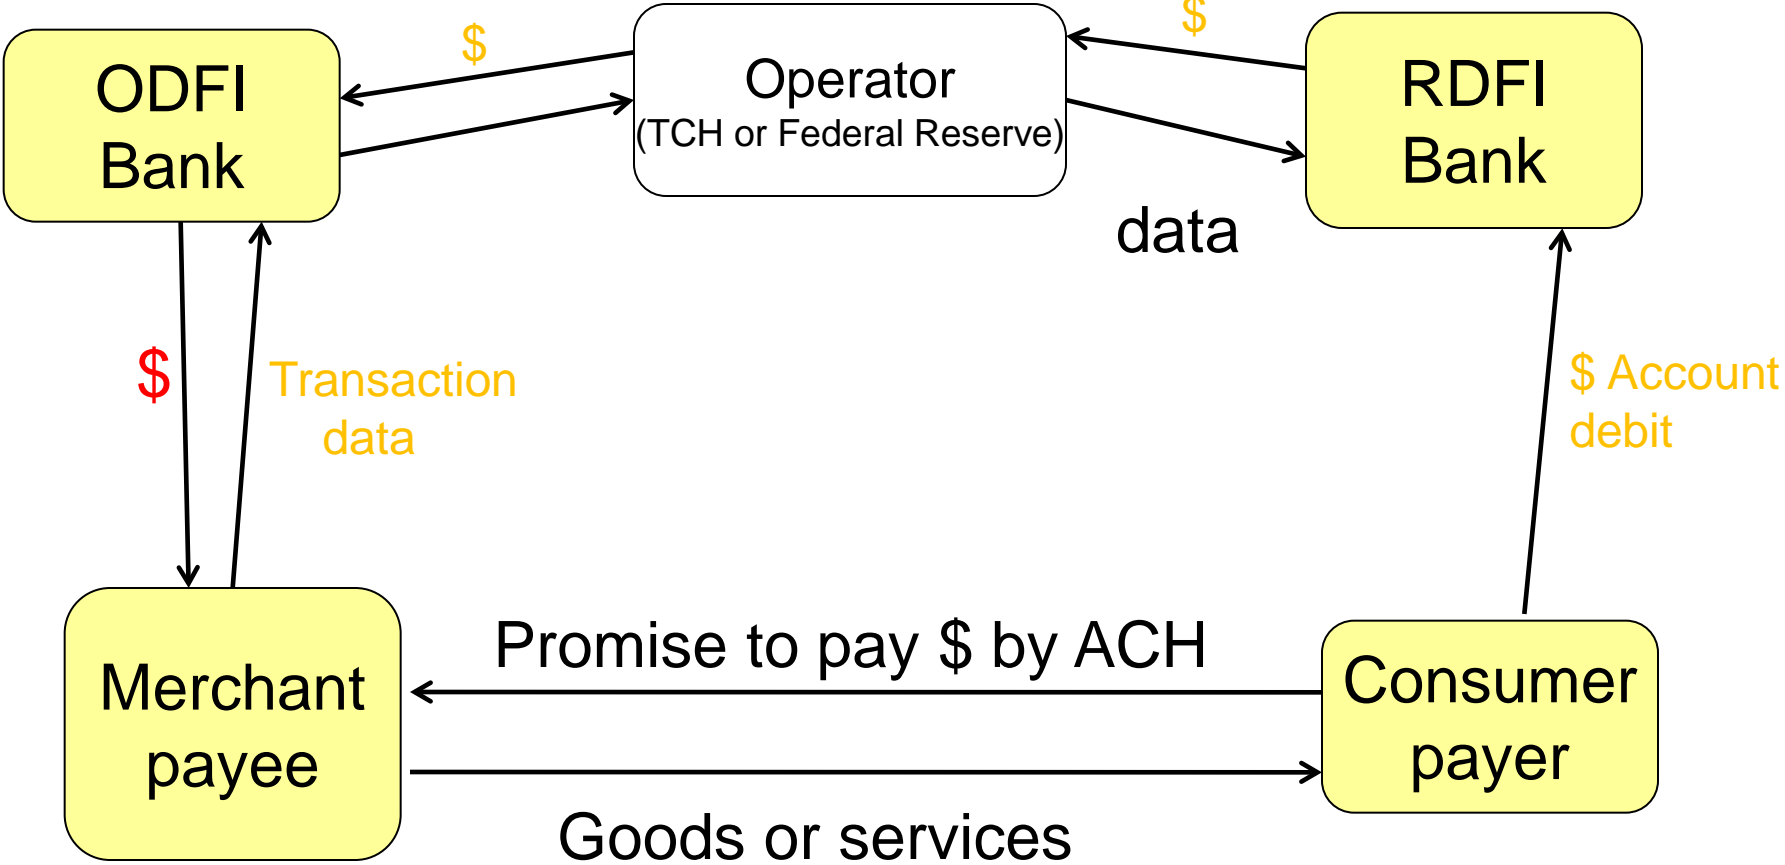 $
$
ODFI
Bank
Operator
(TCH or Federal Reserve)
RDFI
Bank
data
$
Transaction
data
$ Account
debit
Promise to pay $ by ACH
Merchant
payee
Consumer
payer
Goods or services